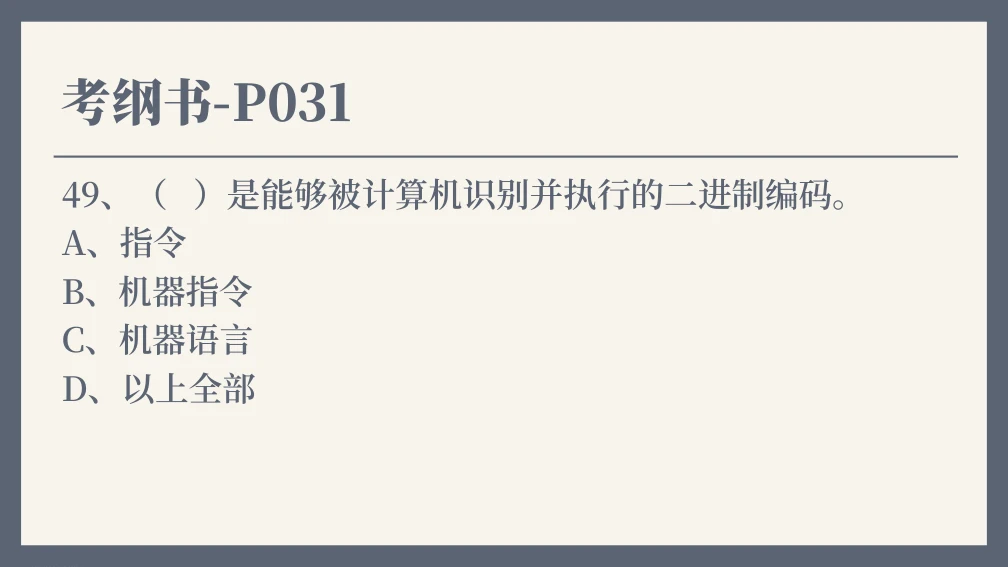 考纲书-P031
49、（  ）是能够被计算机识别并执行的二进制编码。
A、指令
B、机器指令
C、机器语言
D、以上全部